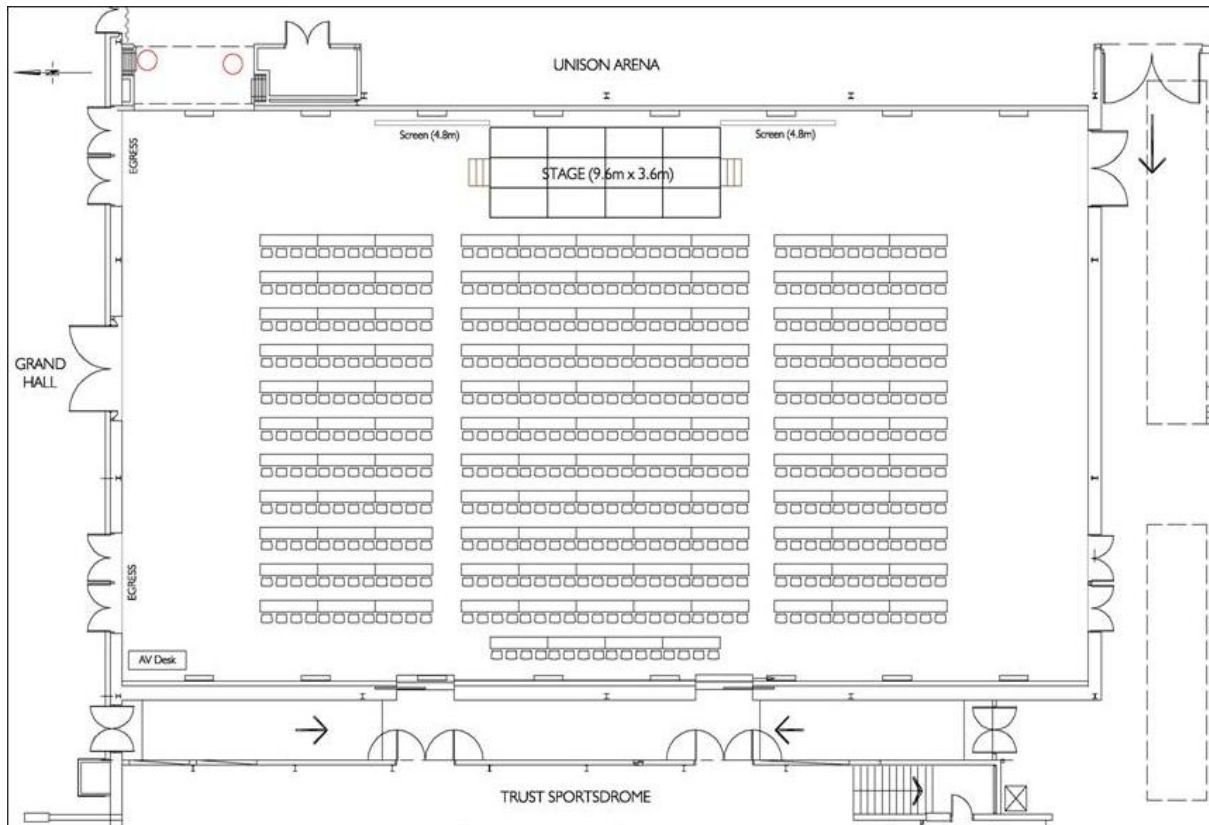 UNISON ARENA
EGRESS
Screen (4.8m)
Screen (4.8m)
STAGE (9.6m x 3.6m)
GRAND
HALL
EGRESS
AV Desk
TRUST SPORTSDROME